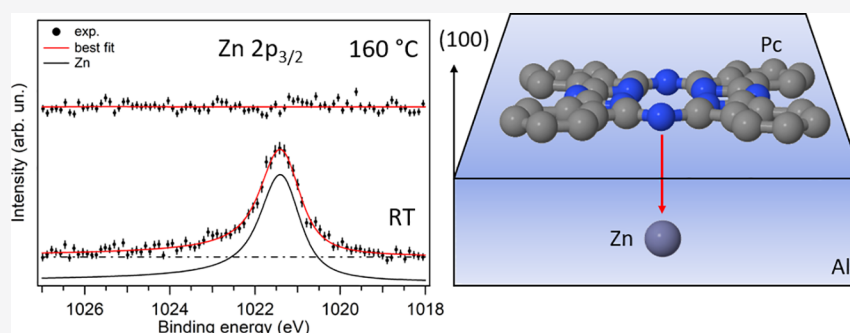 exp.
best fit
Zn
Zn 2p3/2
160 °C
RT
Intensity (arb. un.)
1026
1024
1022
1020
1018
Binding energy (eV)
(100)
Pc
Zn
Al